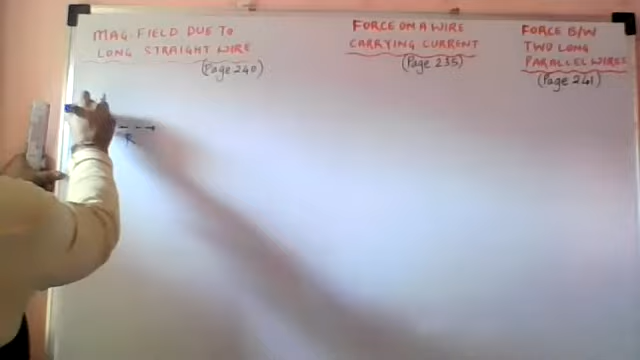 MAG. FIELD DUE TO
LONG STRAIGHT WIRE
(Page 240)
FORCE ON A WIRE
CARRYING CURRENT
(Page 235)
FORCE B/W
TWO LONG
PARALLEL WIRES
(Page 241)
R